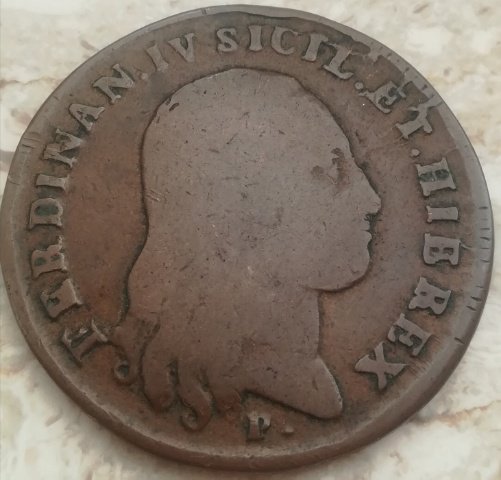 FERDINAN.IV SICIL.ET.HIE REX
P.